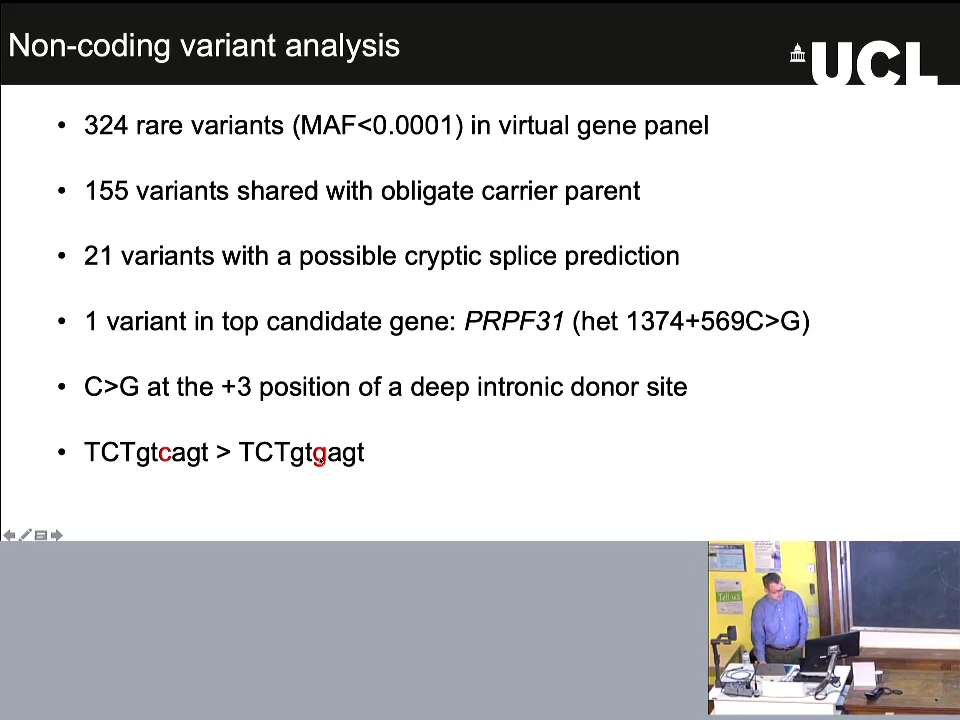 Non-coding variant analysis
UCL
• 324 rare variants (MAF<0.0001) in virtual gene panel
• 155 variants shared with obligate carrier parent
• 21 variants with a possible cryptic splice prediction
• 1 variant in top candidate gene: PRPF31 (het 1374+569C>G)
• C>G at the +3 position of a deep intronic donor site
• TCTgtcagt > TCTgtgagt
Tell us